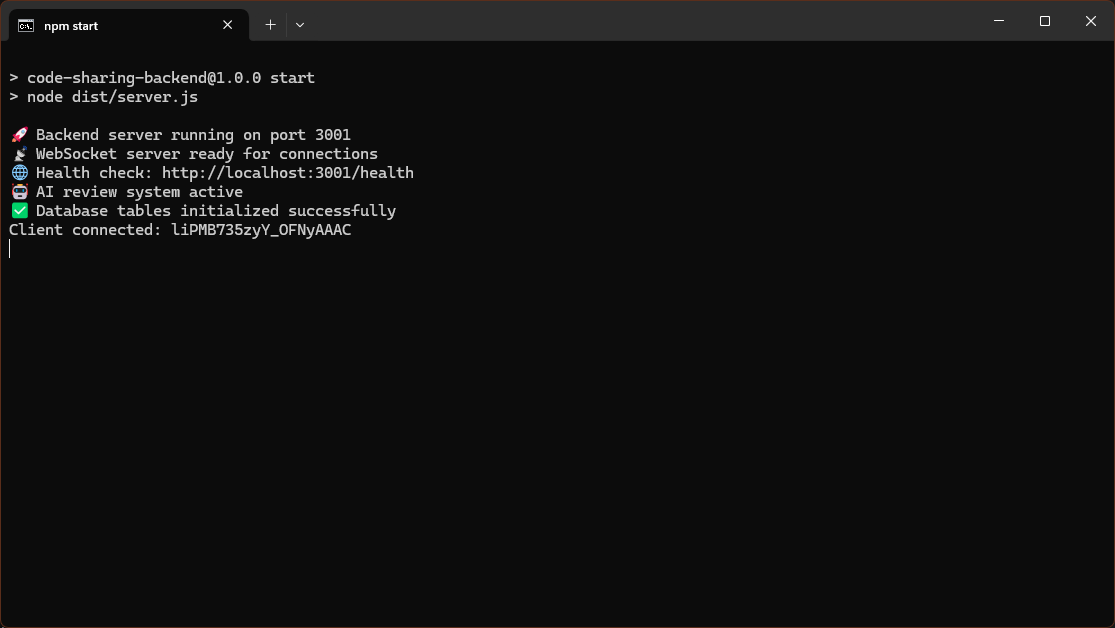 npm start
> code-sharing-backend@1.0.0 start
> node dist/server.js
🚀 Backend server running on port 3001
📡 WebSocket server ready for connections
🌐 Health check: http://localhost:3001/health
🤖 AI review system active
✅ Database tables initialized successfully
Client connected: liPMB735zyY_OFNyAAAC